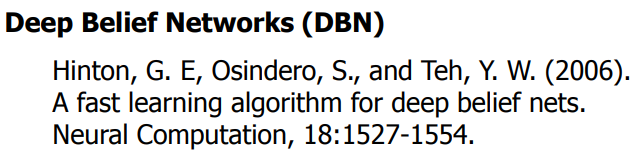 Deep Belief Networks (DBN)
Hinton, G. E, Osindero, S., and Teh, Y. W. (2006).
A fast learning algorithm for deep belief nets.
Neural Computation, 18:1527-1554.